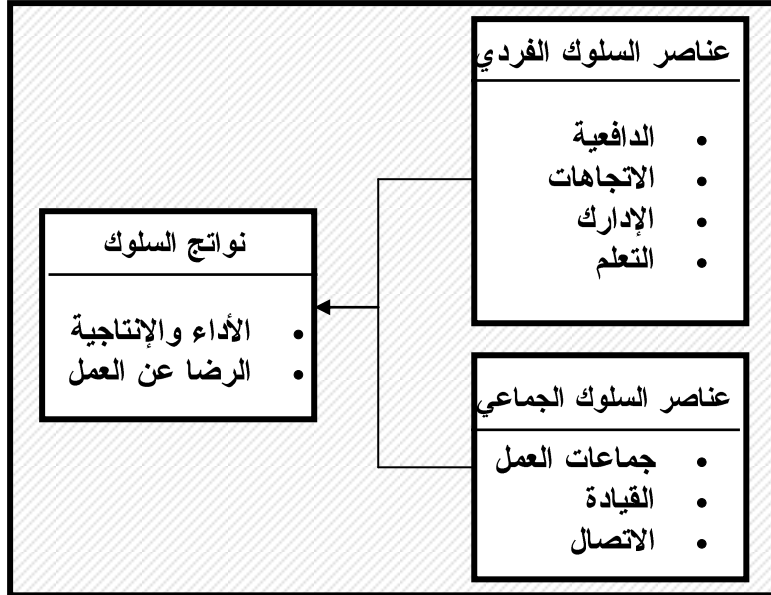 عناصر السلوك الفردي
• الدافعية
• الاتجاهات
• الإدارك
• التعلم
عناصر السلوك الجماعي
• جماعات العمل
• القيادة
• الاتصال
نواتج السلوك
• الأداء والإنتاجية
• الرضا عن العمل